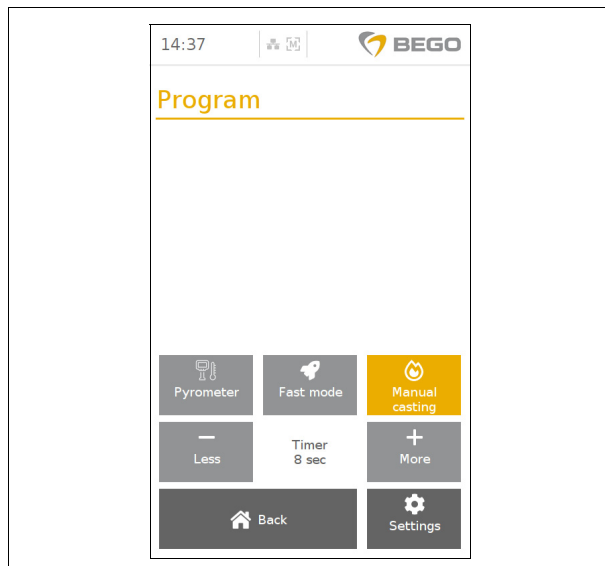 14:37
[M]
BEGO
Program
Pyrometer
Fast mode
Manual
casting
Less
Timer
8 sec
More
Back
Settings